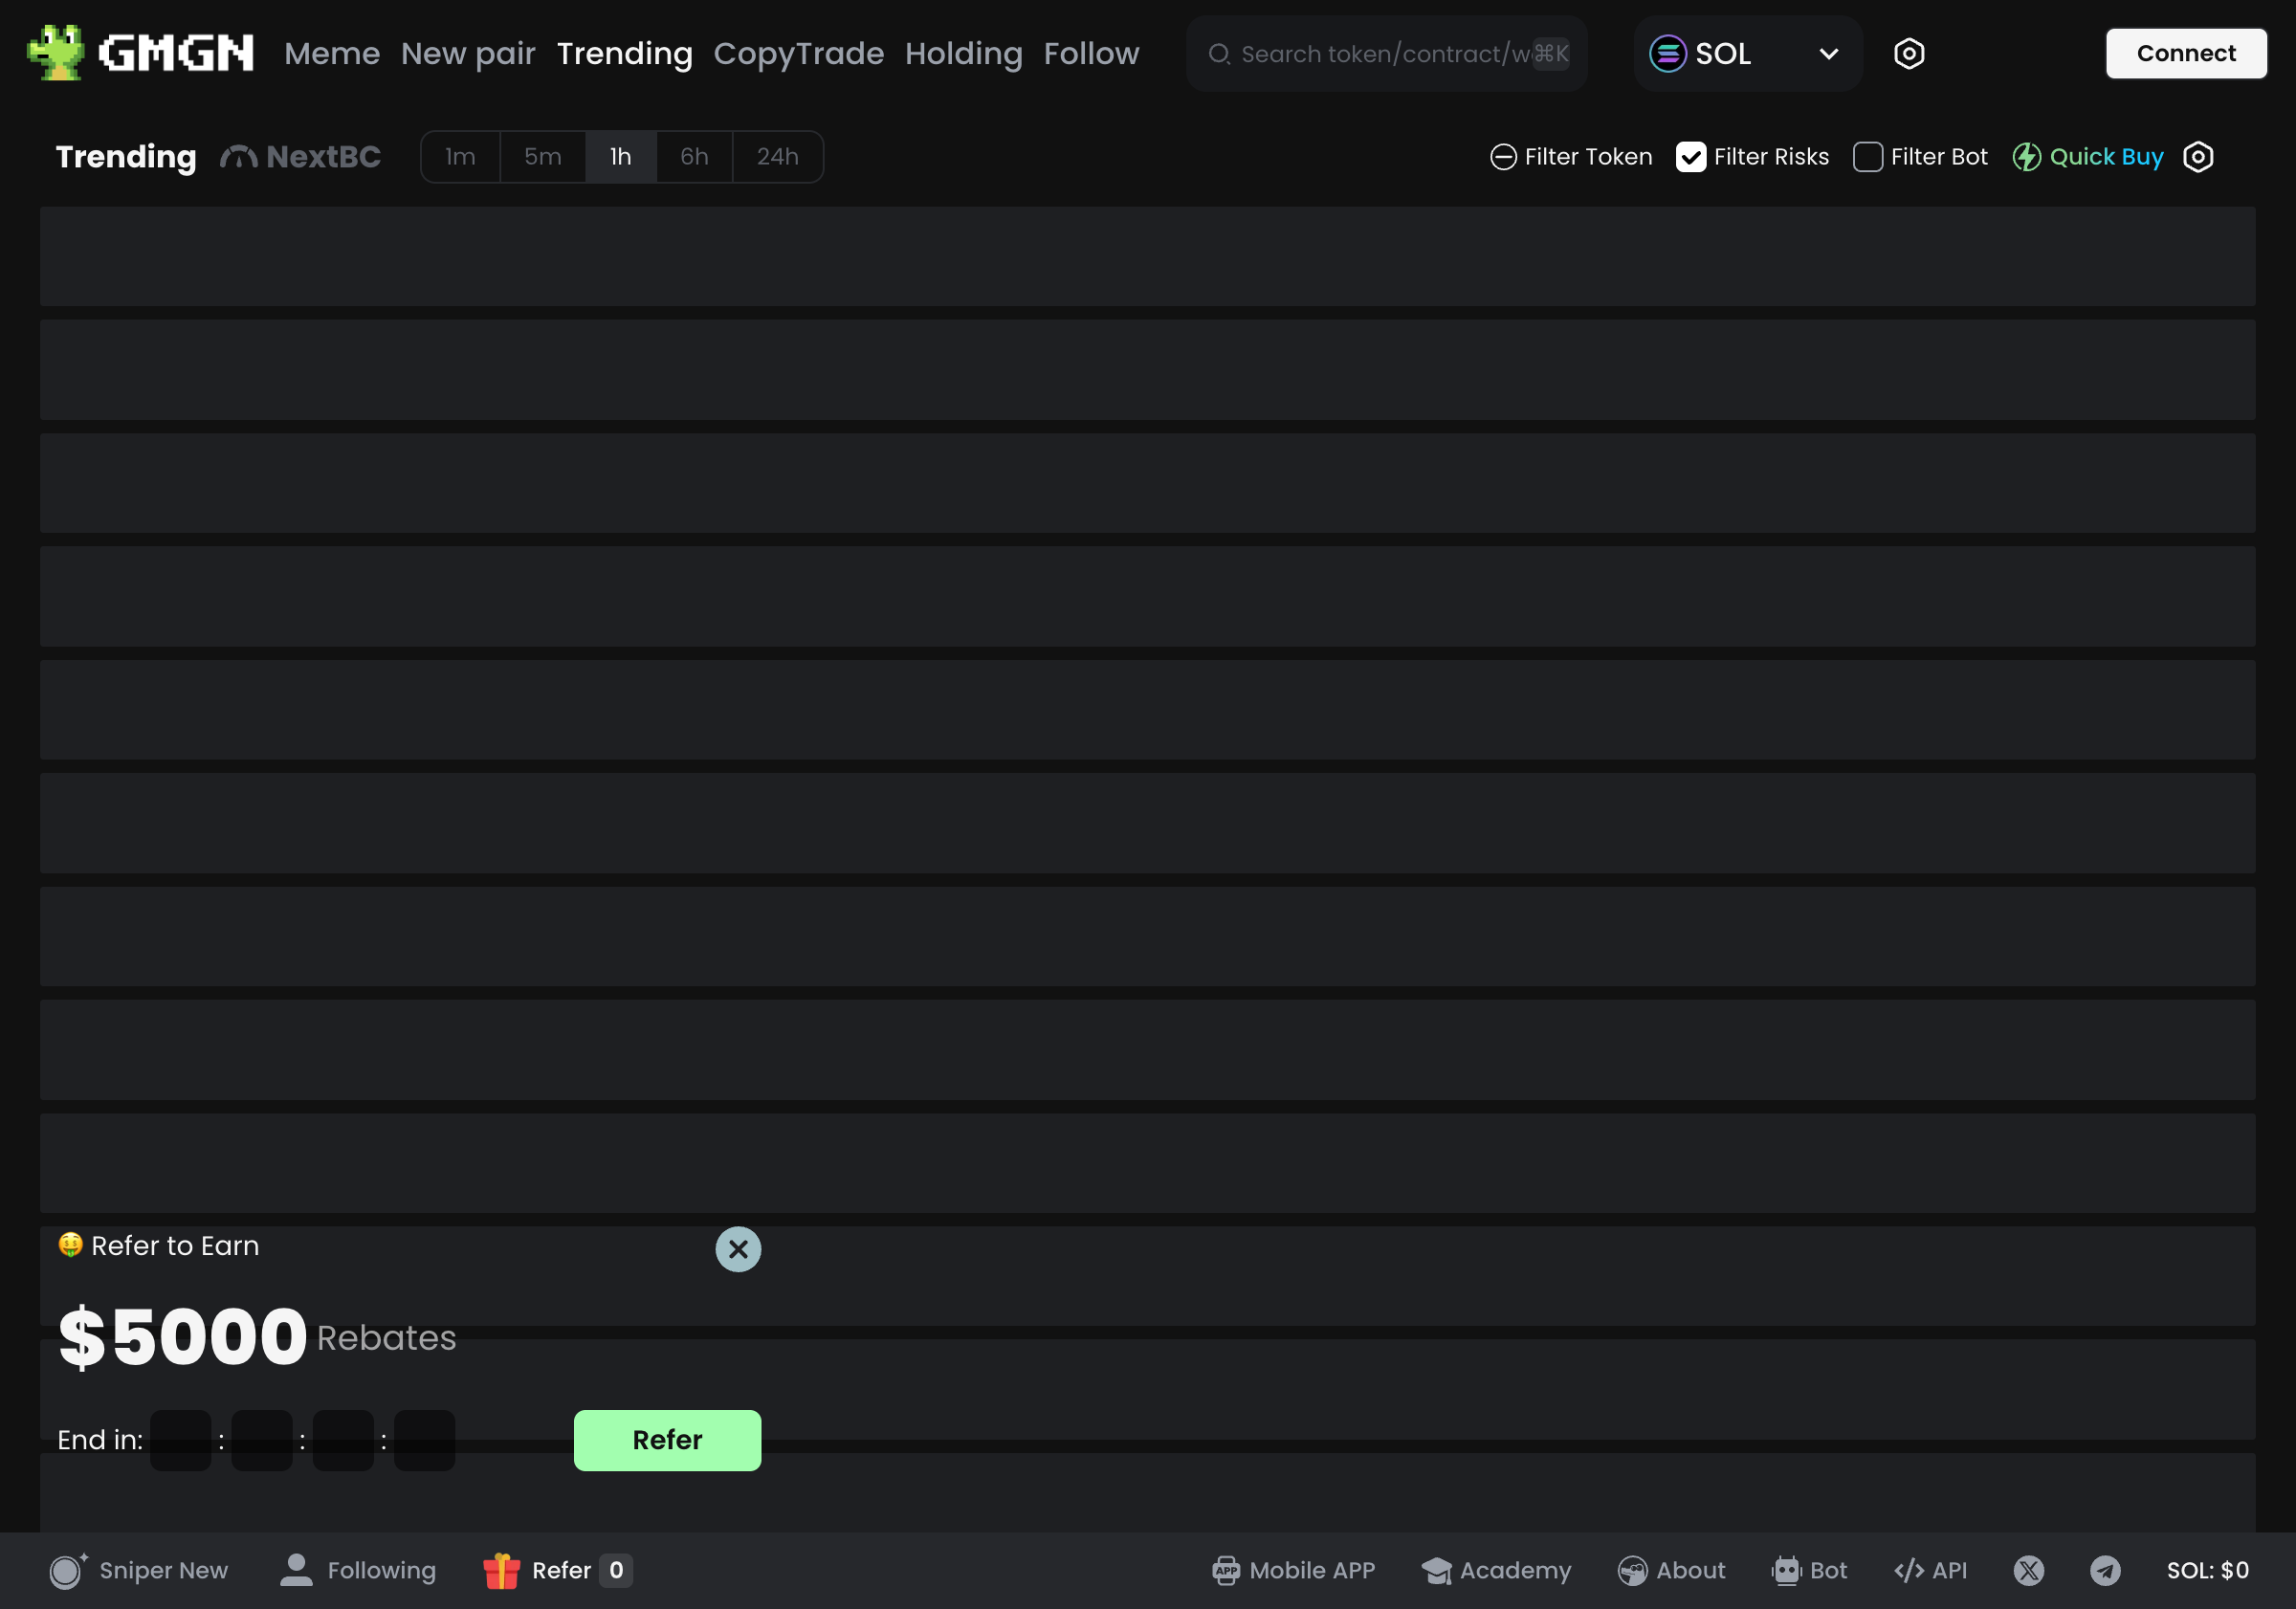 GMGN Meme New pair Trending CopyTrade Holding Follow Search token/contract/w ⌘K SOL Connect
Trending NextBC 1m 5m 1h 6h 24h Filter Token Filter Risks Filter Bot Quick Buy
Refer to Earn
$5000 Rebates
End in: : : : Refer
Sniper New Following Refer 0 APP Mobile APP Academy About Bot API SOL: $0